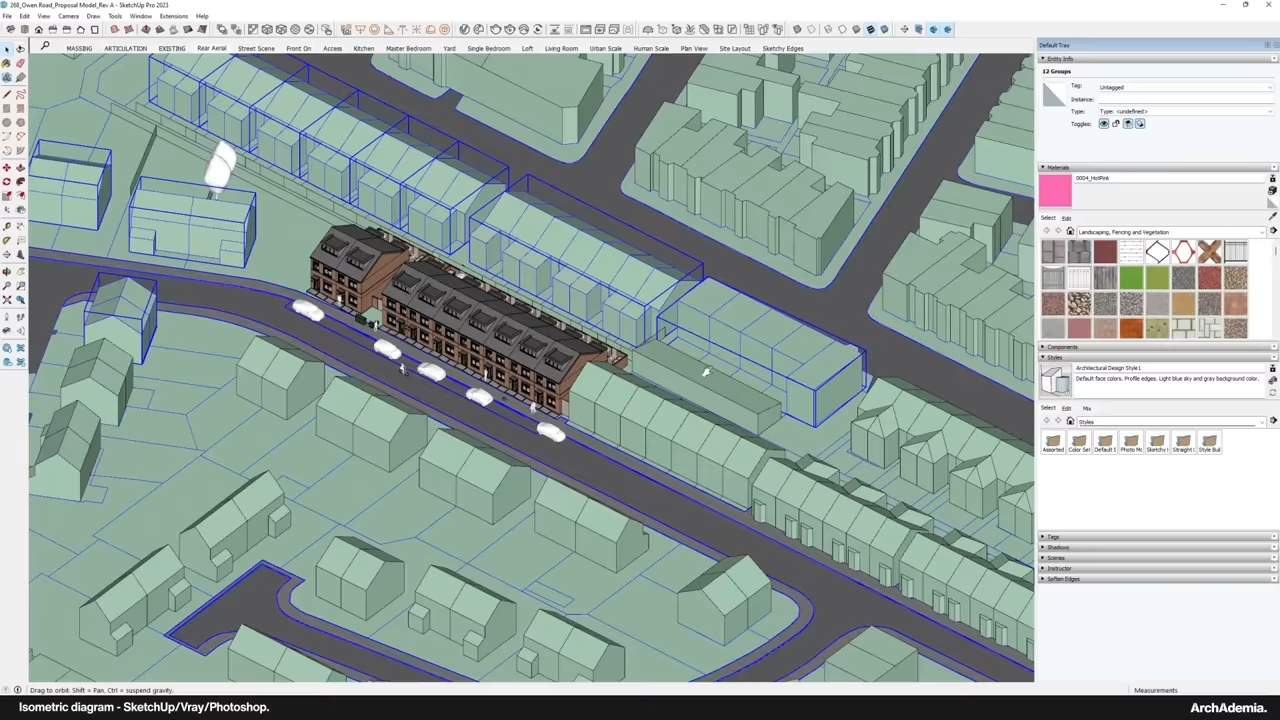 268_Owen Road_Proposal Model_Rev A - SketchUp Pro 2023
File Edit View Camera Draw Tools Window Extensions Help
MASSING ARTICULATION EXISTING Rear Aerial Street Scene Front On Access Kitchen Master Bedroom Yard Single Bedroom Loft Living Room Urban Scale Human Scale Plan View Site Layout Sketchy Edges
Default Tray
Entity Info
12 Groups
Tag: Untagged
Instance:
Type: Type: <undefined>
Toggles:
Materials
0004_HotPink
Select Edit
Landscaping, Fencing and Vegetation
Components
Styles
Architectural Design Style1
Default face colors. Profile edges. Light blue sky and gray background color.
Select Edit Mix
Styles
Assorted Color Set Default S Photo Mo Sketchy Straight Style Buil
Tags
Shadows
Scenes
Instructor
Soften Edges
Drag to orbit. Shift = Pan, Ctrl = suspend gravity.
Measurements
Isometric diagram - SketchUp/Vray/Photoshop.
ArchAdemia.